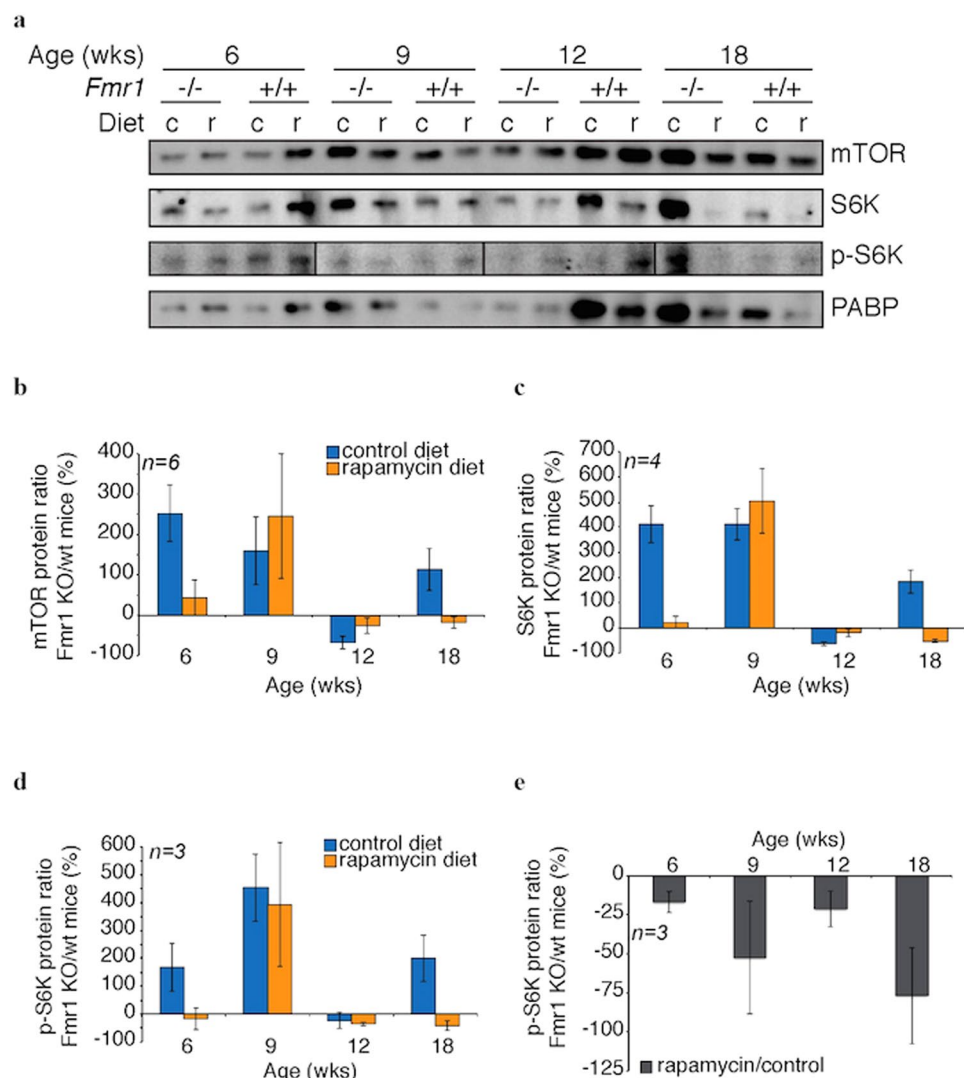 a
Age (wks) 6 9 12 18
Fmr1 -/- +/+ -/- +/+ -/- +/+ -/- +/+
Diet c r c r c r c r c r c r c r c r
mTOR
S6K
p-S6K
PABP
b
mTOR protein ratio
Fmr1 KO/wt mice (%)
400
300
200
100
0
-100
n=6
control diet
rapamycin diet
6 9 12 18
Age (wks)
c
S6K protein ratio
Fmr1 KO/wt mice (%)
700
600
500
400
300
200
100
0
-100
n=4
6 9 12 18
Age (wks)
d
p-S6K protein ratio
Fmr1 KO/wt mice (%)
600
500
400
300
200
100
0
-100
n=3
control diet
rapamycin diet
6 9 12 18
Age (wks)
e
Age (wks)
6 9 12 18
p-S6K protein ratio
Fmr1 KO/wt mice (%)
0
-25
-50
-75
-100
-125
n=3
rapamycin/control